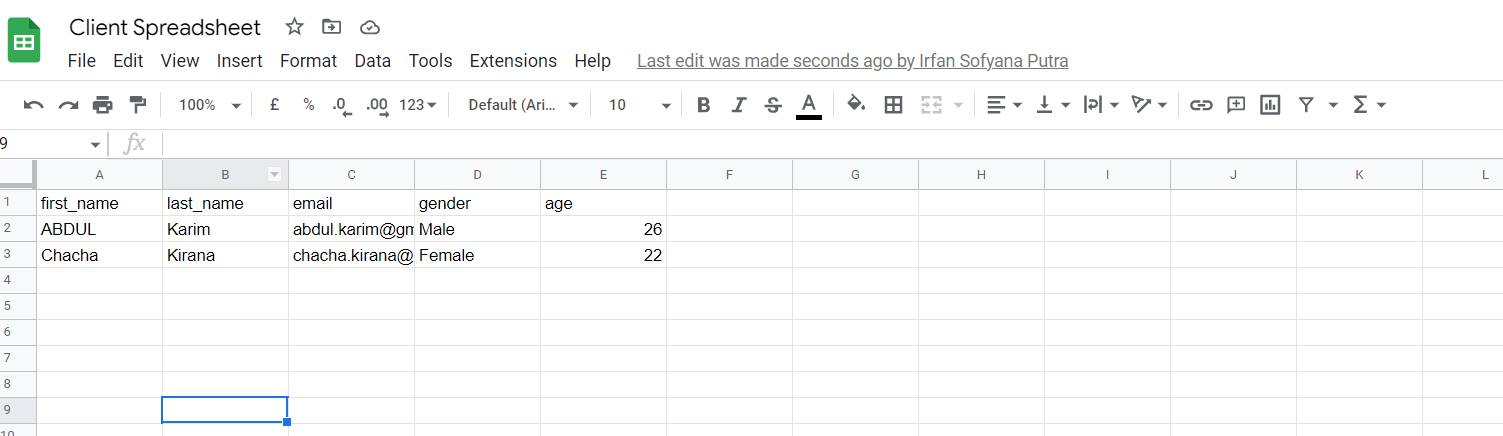 Client Spreadsheet
File Edit View Insert Format Data Tools Extensions Help Last edit was made seconds ago by Irfan Sofyana Putra
100% £ % .0 .00 123 Default (Ari... 10 B I S A
9 fx
A B C D E F G H I J K L
1 first_name last_name email gender age
2 ABDUL Karim abdul.karim@gm Male 26
3 Chacha Kirana chacha.kirana@ Female 22
4
5
6
7
8
9
10